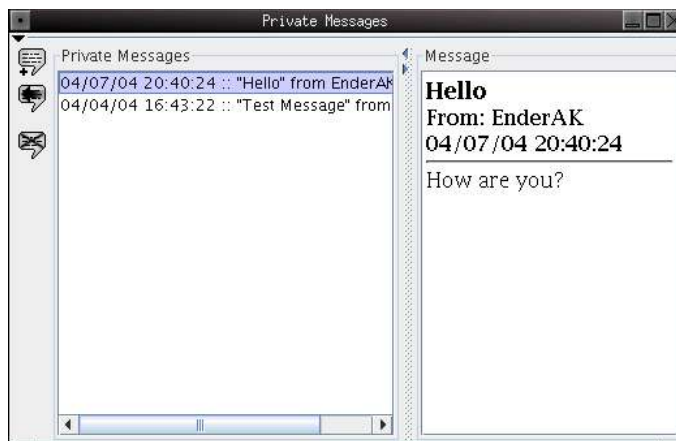 Private Messages
Private Messages
04/07/04 20:40:24 :: "Hello" from EnderAK
04/04/04 16:43:22 :: "Test Message" from
Message
Hello
From: EnderAK
04/07/04 20:40:24
How are you?